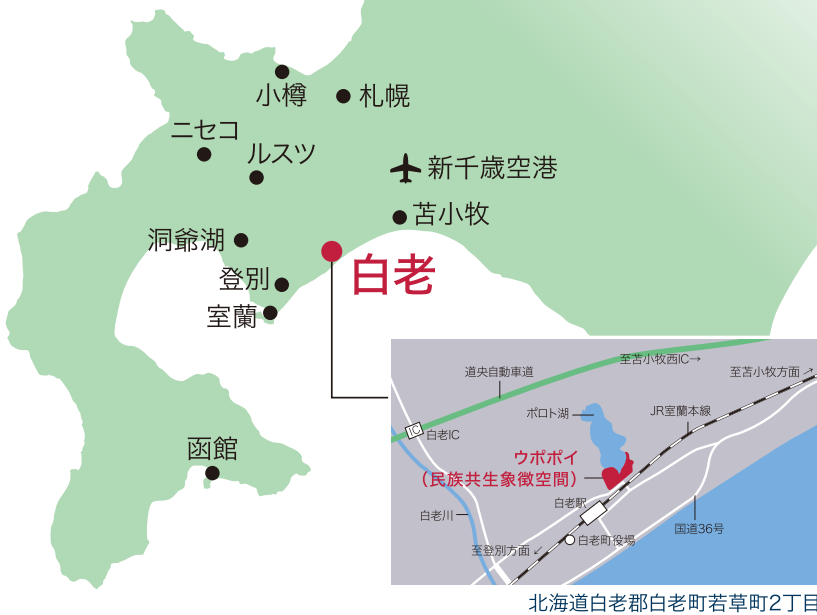 小樽
札幌
ニセコ
ルスツ
新千歳空港
苫小牧
洞爺湖
白老
登別
室蘭
函館
至苫小牧西IC→
道央自動車道
至苫小牧方面↗
ポロト湖
JR室蘭本線
IC
白老IC
ウポポイ
（民族共生象徴空間）
白老駅
白老川
国道36号
白老町役場
至登別方面↙
北海道白老郡白老町若草町2丁目